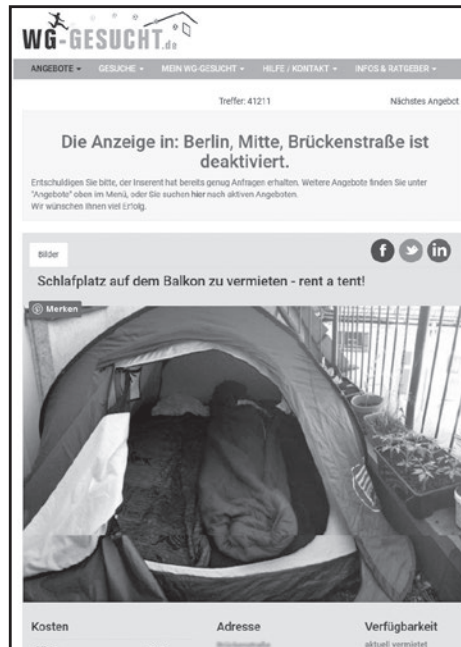 WG-GESUCHT.de
ANGEBOTE GESUCHE MEIN WG-GESUCHT HILFE / KONTAKT INFOS & RATGEBER
Treffer: 41211 Nächstes Angebot
Die Anzeige in: Berlin, Mitte, Brückenstraße ist
deaktiviert.
Entschuldigen Sie bitte, der Inserent hat bereits genug Anfragen erhalten. Weitere Angebote finden Sie unter
"Angebote" oben im Menü, oder Sie suchen hier nach aktiven Angeboten.
Wir wünschen Ihnen viel Erfolg.
Bilder
f in
Schlafplatz auf dem Balkon zu vermieten - rent a tent!
Merken
Kosten Adresse Verfügbarkeit
Brückenstraße aktuell vermietet